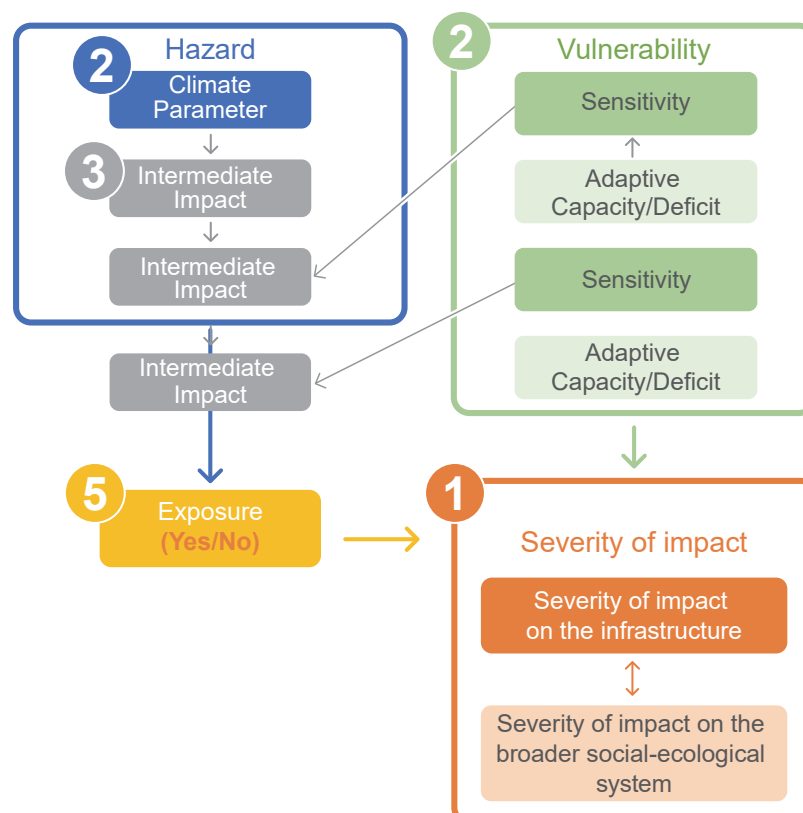 Hazard
2
Climate
Parameter
3
Intermediate
Impact
Intermediate
Impact
Intermediate
Impact
2
Vulnerability
Sensitivity
Adaptive
Capacity/Deficit
Sensitivity
Adaptive
Capacity/Deficit
5
Exposure
(Yes/No)
1
Severity of impact
Severity of impact
on the infrastructure
Severity of impact on the
broader social-ecological
system